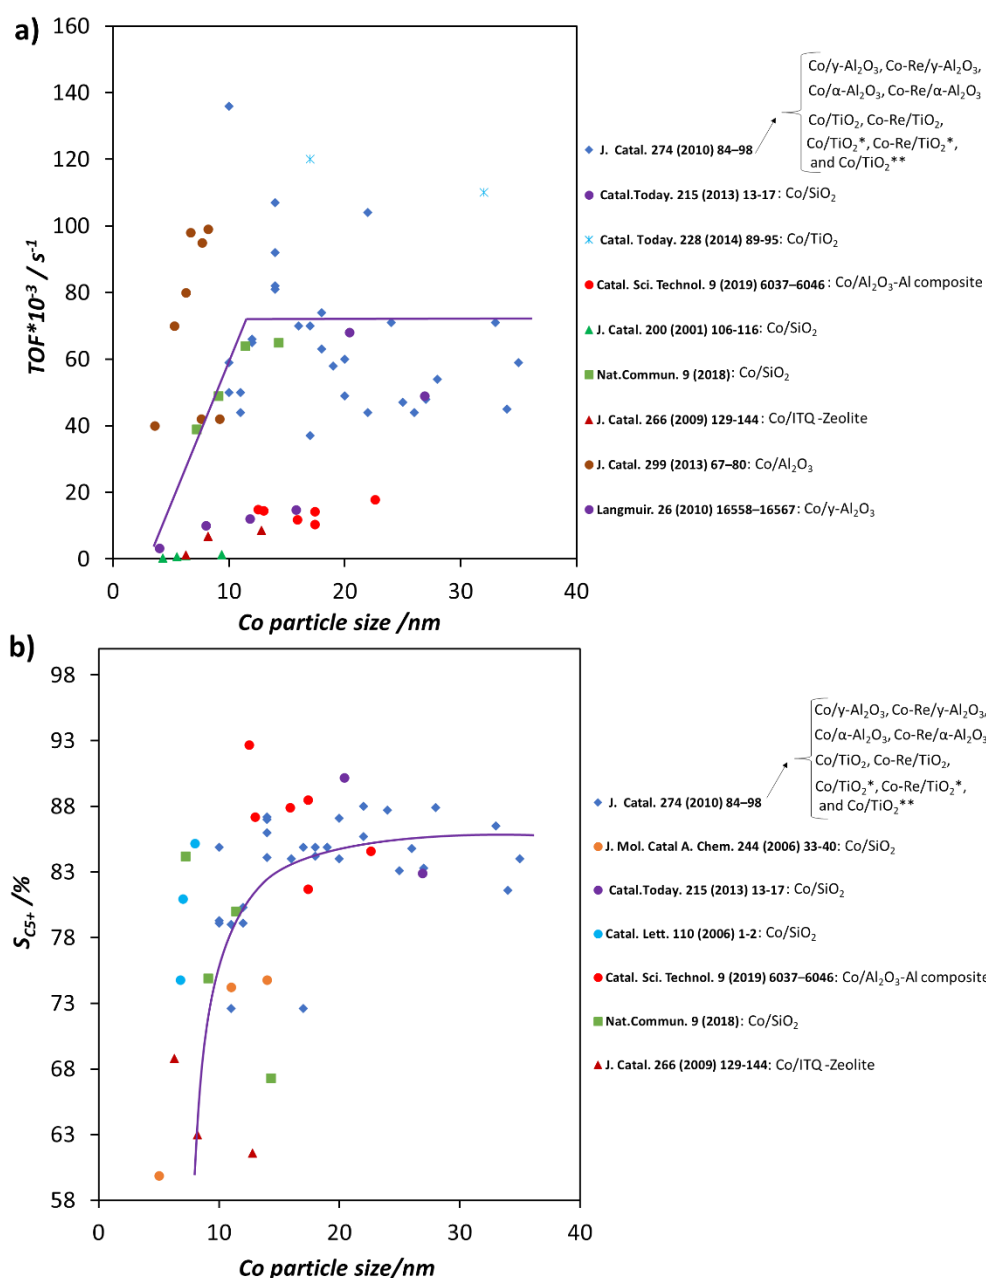 a)
160
140
120
100
80
60
40
20
0
TOF*10⁻³ / s⁻¹
0 10 20 30 40
Co particle size /nm
Co/y-Al₂O₃, Co-Re/y-Al₂O₃,
Co/α-Al₂O₃, Co-Re/α-Al₂O₃
Co/TiO₂, Co-Re/TiO₂,
Co/TiO₂*, Co-Re/TiO₂*,
and Co/TiO₂**
J. Catal. 274 (2010) 84–98
Catal.Today. 215 (2013) 13-17: Co/SiO₂
Catal. Today. 228 (2014) 89-95: Co/TiO₂
Catal. Sci. Technol. 9 (2019) 6037–6046: Co/Al₂O₃-Al composite
J. Catal. 200 (2001) 106-116: Co/SiO₂
Nat.Commun. 9 (2018): Co/SiO₂
J. Catal. 266 (2009) 129-144: Co/ITQ-Zeolite
J. Catal. 299 (2013) 67–80: Co/Al₂O₃
Langmuir. 26 (2010) 16558–16567: Co/y-Al₂O₃
b)
98
93
88
83
78
73
68
63
58
S_C5+ /%
0 10 20 30 40
Co particle size/nm
Co/y-Al₂O₃, Co-Re/y-Al₂O₃,
Co/α-Al₂O₃, Co-Re/α-Al₂O₃
Co/TiO₂, Co-Re/TiO₂,
Co/TiO₂*, Co-Re/TiO₂*,
and Co/TiO₂**
J. Catal. 274 (2010) 84–98
J. Mol. Catal A. Chem. 244 (2006) 33-40: Co/SiO₂
Catal.Today. 215 (2013) 13-17: Co/SiO₂
Catal. Lett. 110 (2006) 1-2: Co/SiO₂
Catal. Sci. Technol. 9 (2019) 6037–6046: Co/Al₂O₃-Al composite
Nat.Commun. 9 (2018): Co/SiO₂
J. Catal. 266 (2009) 129-144: Co/ITQ-Zeolite